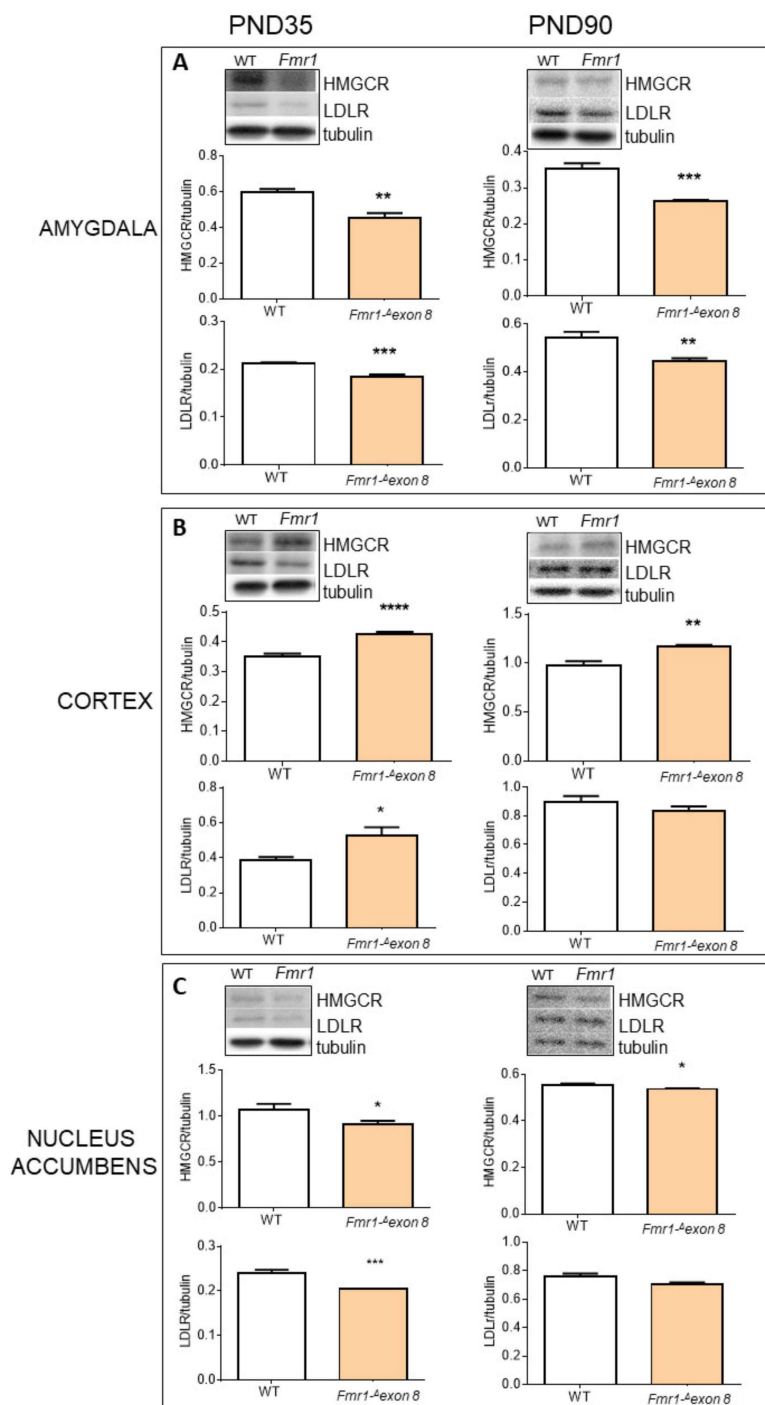 PND35
PND90
AMYGDALA
A
WT Fmr1
HMGCR
LDLR
tubulin
HMGCR/tubulin
0.8
0.6
0.4
0.2
0.0
**
WT
Fmr1-Δexon 8
LDLR/tubulin
0.3
0.2
0.1
0.0
***
WT
Fmr1-Δexon 8
WT Fmr1
HMGCR
LDLR
tubulin
HMGCR/tubulin
0.4
0.3
0.2
0.1
0.0
***
WT
Fmr1-Δexon 8
LDLr/tubulin
0.6
0.4
0.2
0.0
**
WT
Fmr1-Δexon 8
CORTEX
B
WT Fmr1
HMGCR
LDLR
tubulin
HMGCR/tubulin
0.5
0.4
0.3
0.2
0.1
0.0
****
WT
Fmr1-Δexon 8
LDLR/tubulin
0.8
0.6
0.4
0.2
0.0
*
WT
Fmr1-Δexon 8
WT Fmr1
HMGCR
LDLR
tubulin
HMGCR/tubulin
1.5
1.0
0.5
0.0
**
WT
Fmr1-Δexon 8
LDLr/tubulin
1.0
0.8
0.6
0.4
0.2
0.0
WT
Fmr1-Δexon 8
NUCLEUS
ACCUMBENS
C
WT Fmr1
HMGCR
LDLR
tubulin
HMGCR/tubulin
1.5
1.0
0.5
0.0
*
WT
Fmr1-Δexon 8
LDLR/tubulin
0.3
0.2
0.1
0.0
***
WT
Fmr1-Δexon 8
WT Fmr1
HMGCR
LDLR
tubulin
HMGCR/tubulin
0.6
0.4
0.2
0.0
*
WT
Fmr1-Δexon 8
LDLr/tubulin
0.8
0.6
0.4
0.2
0.0
WT
Fmr1-Δexon 8